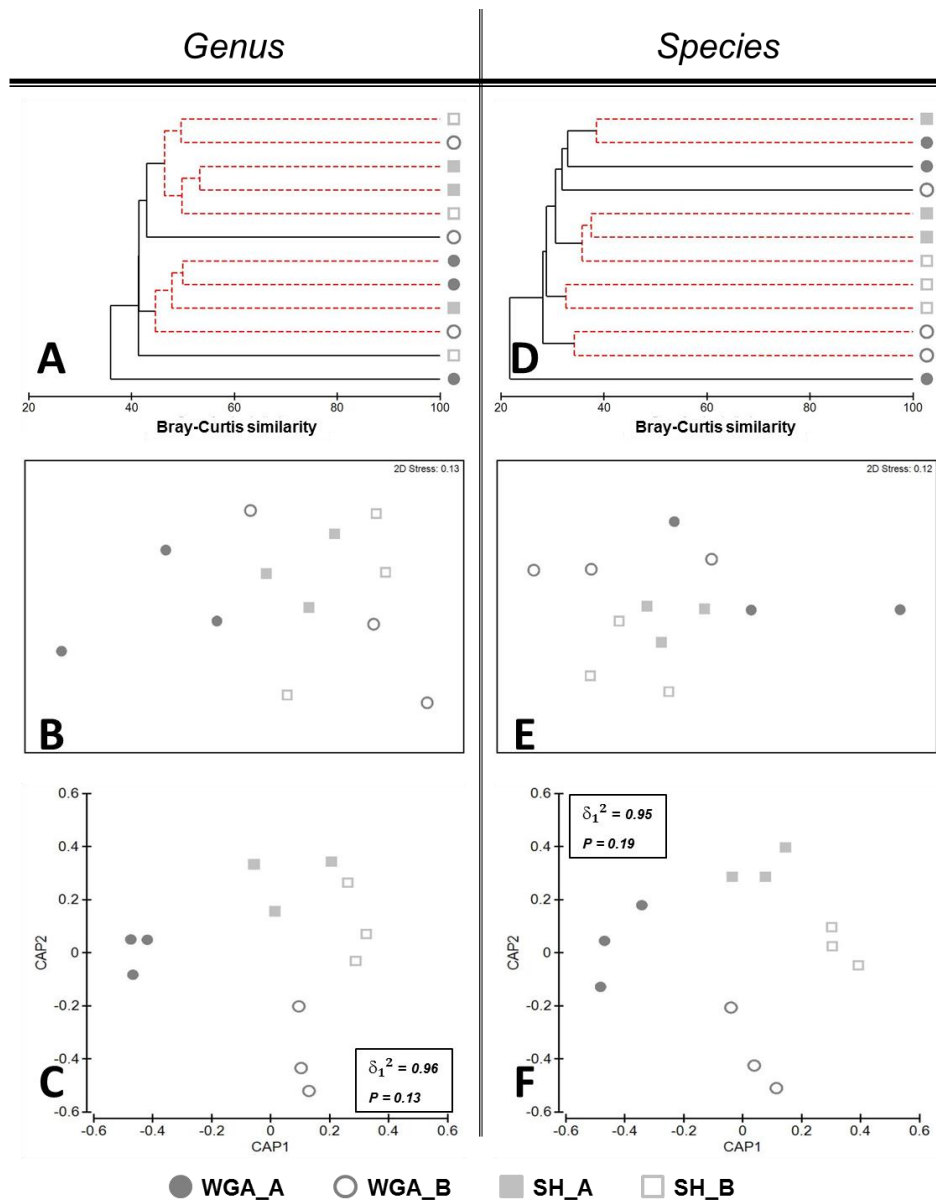 Genus
Species
A
20 40 60 80 100
Bray-Curtis similarity
D
20 40 60 80 100
Bray-Curtis similarity
2D Stress: 0.13
B
2D Stress: 0.12
E
0.6
0.4
0.2
0
-0.2
-0.4
-0.6
CAP2
C
δ₁² = 0.96
P = 0.13
-0.6 -0.4 -0.2 0 0.2 0.4 0.6
CAP1
0.6
0.4
0.2
0
-0.2
-0.4
-0.6
CAP2
δ₁² = 0.95
P = 0.19
F
-0.6 -0.4 -0.2 0 0.2 0.4 0.6
CAP1
WGA_A WGA_B SH_A SH_B